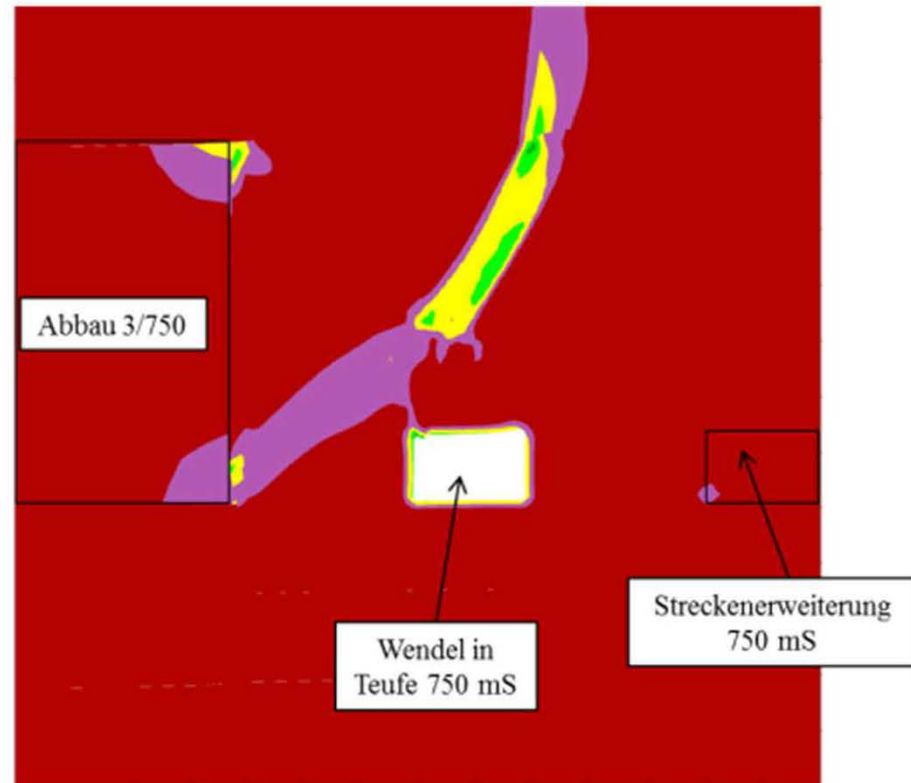 Abbau 3/750
Streckenerweiterung
750 mS
Wendel in
Teufe 750 mS